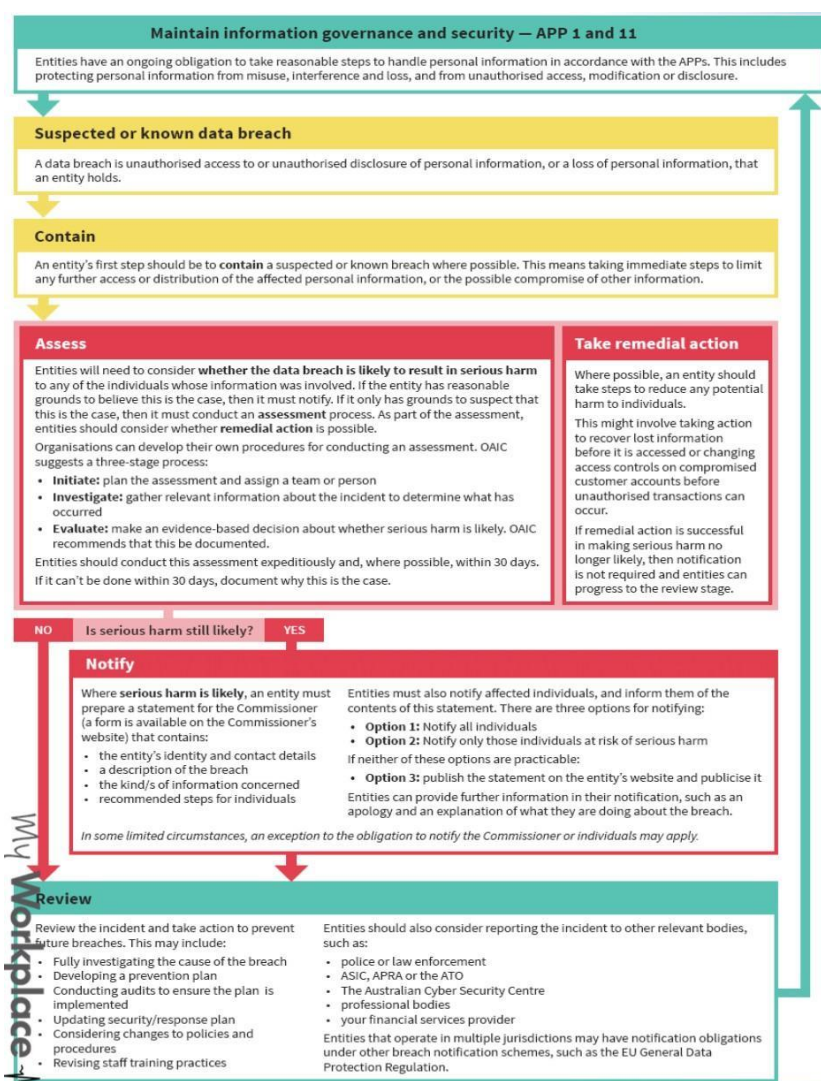 Maintain information governance and security — APP 1 and 11
Entities have an ongoing obligation to take reasonable steps to handle personal information in accordance with the APPs. This includes
protecting personal information from misuse, interference and loss, and from unauthorised access, modification or disclosure.
Suspected or known data breach
A data breach is unauthorised access to or unauthorised disclosure of personal information, or a loss of personal information, that
an entity holds.
Contain
An entity's first step should be to contain a suspected or known breach where possible. This means taking immediate steps to limit
any further access or distribution of the affected personal information, or the possible compromise of other information.
Assess
Entities will need to consider whether the data breach is likely to result in serious harm
to any of the individuals whose information was involved. If the entity has reasonable
grounds to believe this is the case, then it must notify. If it only has grounds to suspect that
this is the case, then it must conduct an assessment process. As part of the assessment,
entities should consider whether remedial action is possible.
Organisations can develop their own procedures for conducting an assessment. OAIC
suggests a three-stage process:
• Initiate: plan the assessment and assign a team or person
• Investigate: gather relevant information about the incident to determine what has
occurred
• Evaluate: make an evidence-based decision about whether serious harm is likely. OAIC
recommends that this be documented.
Entities should conduct this assessment expeditiously and, where possible, within 30 days.
If it can't be done within 30 days, document why this is the case.
Take remedial action
Where possible, an entity should
take steps to reduce any potential
harm to individuals.
This might involve taking action
to recover lost information
before it is accessed or changing
access controls on compromised
customer accounts before
unauthorised transactions can
occur.
If remedial action is successful
in making serious harm no
longer likely, then notification
is not required and entities can
progress to the review stage.
NO Is serious harm still likely? YES
Notify
Where serious harm is likely, an entity must
prepare a statement for the Commissioner
(a form is available on the Commissioner's
website) that contains:
• the entity's identity and contact details
• a description of the breach
• the kind/s of information concerned
• recommended steps for individuals
Entities must also notify affected individuals, and inform them of the
contents of this statement. There are three options for notifying:
• Option 1: Notify all individuals
• Option 2: Notify only those individuals at risk of serious harm
If neither of these options are practicable:
• Option 3: publish the statement on the entity's website and publicise it
Entities can provide further information in their notification, such as an
apology and an explanation of what they are doing about the breach.
In some limited circumstances, an exception to the obligation to notify the Commissioner or individuals may apply.
Review
Review the incident and take action to prevent
future breaches. This may include:
• Fully investigating the cause of the breach
• Developing a prevention plan
• Conducting audits to ensure the plan is
implemented
• Updating security/response plan
• Considering changes to policies and
procedures
• Revising staff training practices
Entities should also consider reporting the incident to other relevant bodies,
such as:
• police or law enforcement
• ASIC, APRA or the ATO
• The Australian Cyber Security Centre
• professional bodies
• your financial services provider
Entities that operate in multiple jurisdictions may have notification obligations
under other breach notification schemes, such as the EU General Data
Protection Regulation.
My Workplace